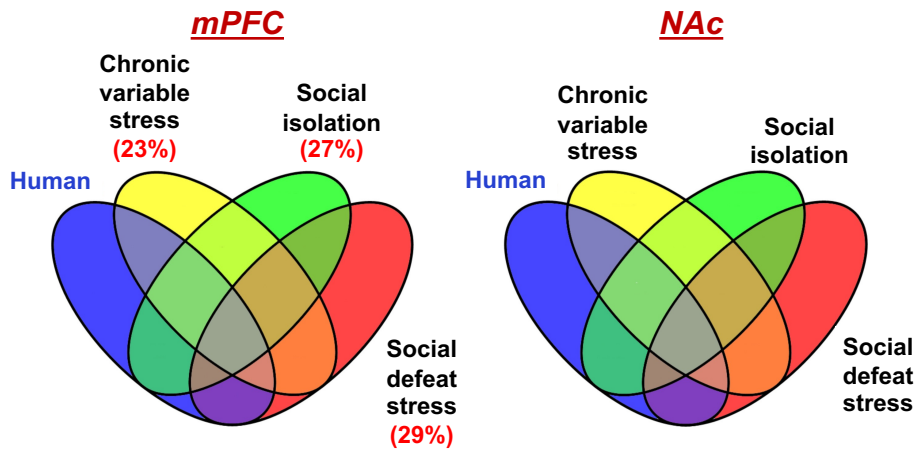 mPFC
Chronic
variable
stress
(23%)
Social
isolation
(27%)
Human
Social
defeat
stress
(29%)
NAc
Chronic
variable
stress
Social
isolation
Human
Social
defeat
stress